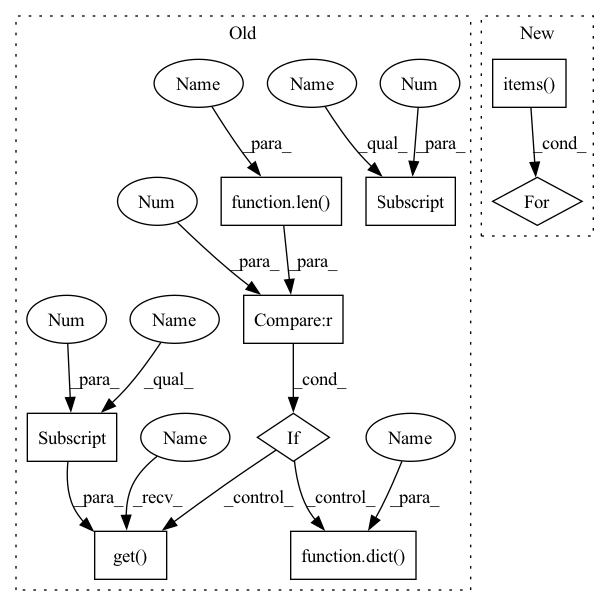 Old
New
Name
Name
Num
items()
_para_
_qual_
_para_
_cond_
Num
function.len()
Subscript
For
_para_
_para_
Num
Name
Compare:r
_para_
_qual_
_cond_
Subscript
Name
If
Name
_para_
_recv_
_control_
_control_
_para_
get()
function.dict()